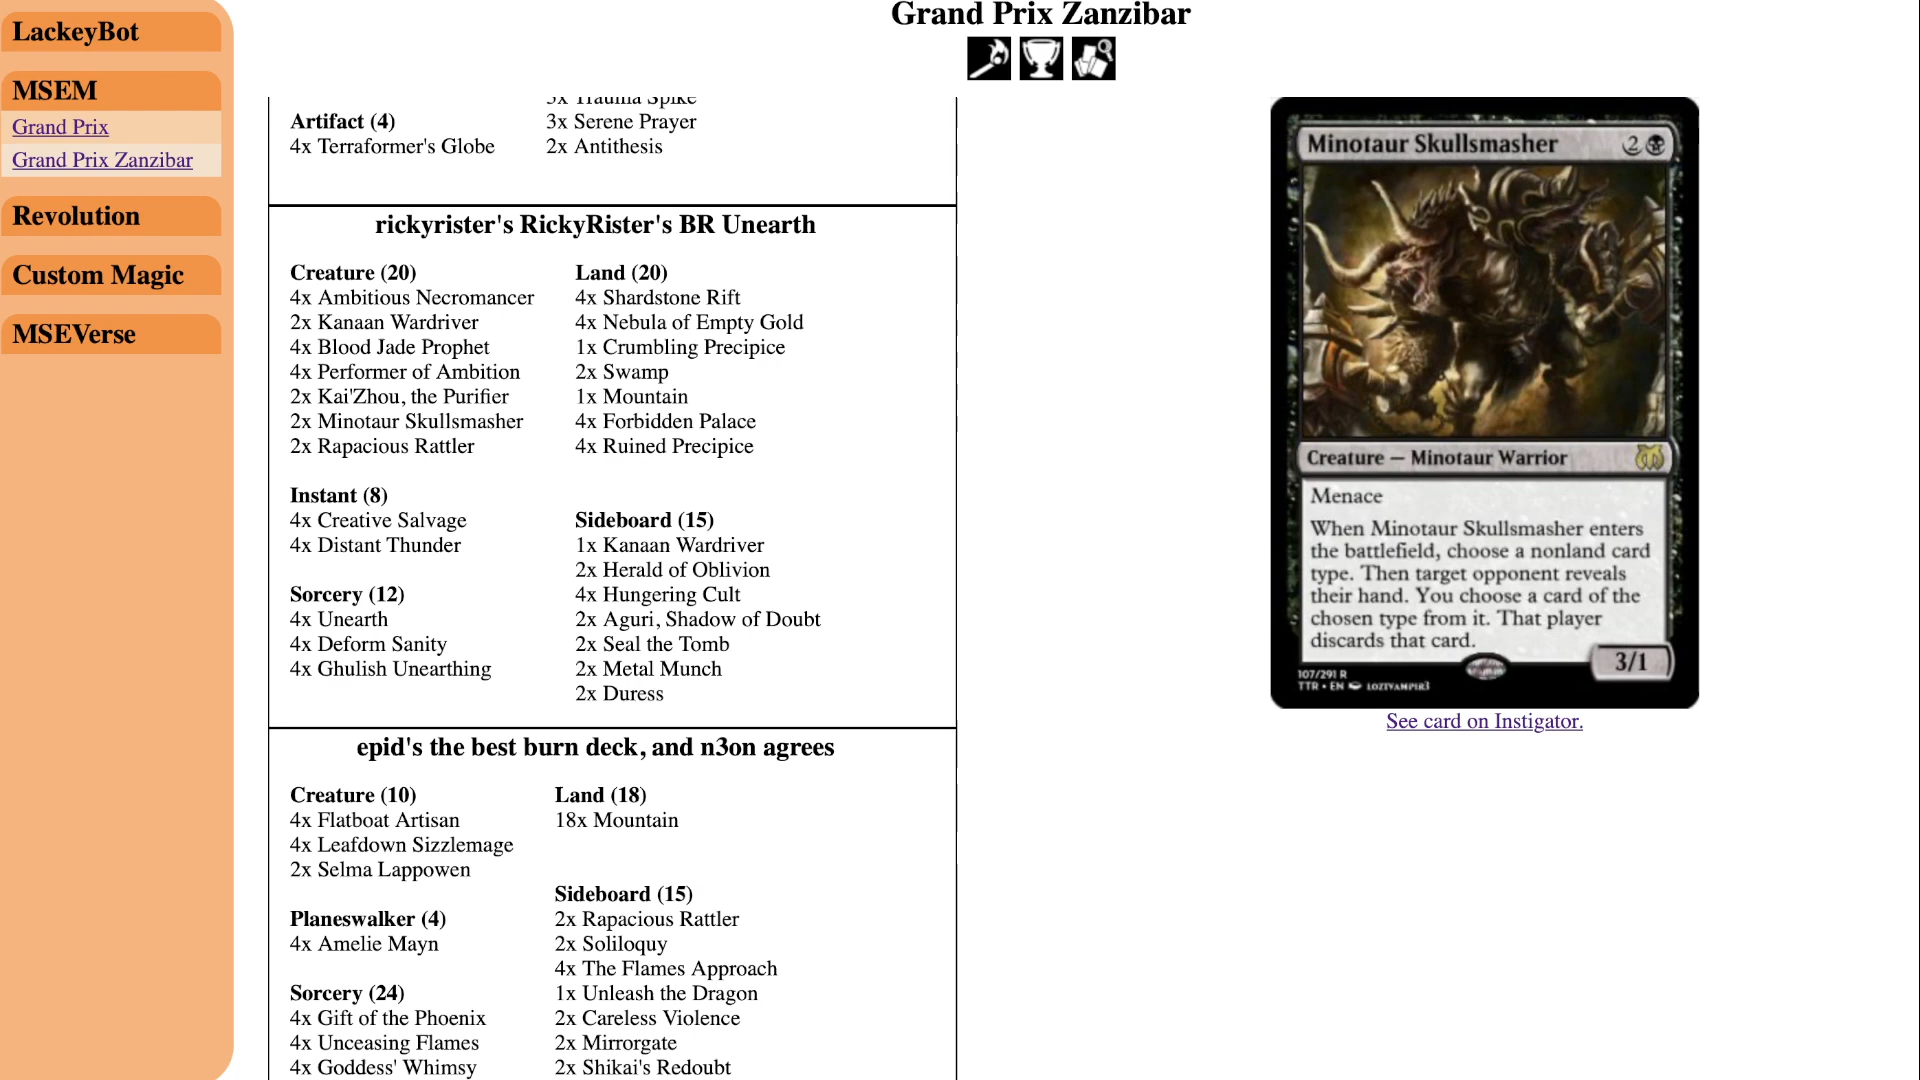 LackeyBot
MSEM
Grand Prix
Grand Prix Zanzibar
Revolution
Custom Magic
MSEVerse
Grand Prix Zanzibar
Artifact (4)
4x Terraformer's Globe
3x Trauma Spike
3x Serene Prayer
2x Antithesis
rickyrister's RickyRister's BR Unearth
Creature (20)
4x Ambitious Necromancer
2x Kanaan Wardriver
4x Blood Jade Prophet
4x Performer of Ambition
2x Kai'Zhou, the Purifier
2x Minotaur Skullsmasher
2x Rapacious Rattler
Instant (8)
4x Creative Salvage
4x Distant Thunder
Sorcery (12)
4x Unearth
4x Deform Sanity
4x Ghulish Unearthing
Land (20)
4x Shardstone Rift
4x Nebula of Empty Gold
1x Crumbling Precipice
2x Swamp
1x Mountain
4x Forbidden Palace
4x Ruined Precipice
Sideboard (15)
1x Kanaan Wardriver
2x Herald of Oblivion
4x Hungering Cult
2x Aguri, Shadow of Doubt
2x Seal the Tomb
2x Metal Munch
2x Duress
epid's the best burn deck, and n3on agrees
Creature (10)
4x Flatboat Artisan
4x Leafdown Sizzlemage
2x Selma Lappowen
Planeswalker (4)
4x Amelie Mayn
Sorcery (24)
4x Gift of the Phoenix
4x Unceasing Flames
4x Goddess' Whimsy
Land (18)
18x Mountain
Sideboard (15)
2x Rapacious Rattler
2x Soliloquy
4x The Flames Approach
1x Unleash the Dragon
2x Careless Violence
2x Mirrorgate
2x Shikai's Redoubt
Minotaur Skullsmasher 2
Creature — Minotaur Warrior
Menace
When Minotaur Skullsmasher enters
the battlefield, choose a nonland card
type. Then target opponent reveals
their hand. You choose a card of the
chosen type from it. That player
discards that card.
3/1
107/291 R
TTR • EN LOZTVAMPIR3
See card on Instigator.